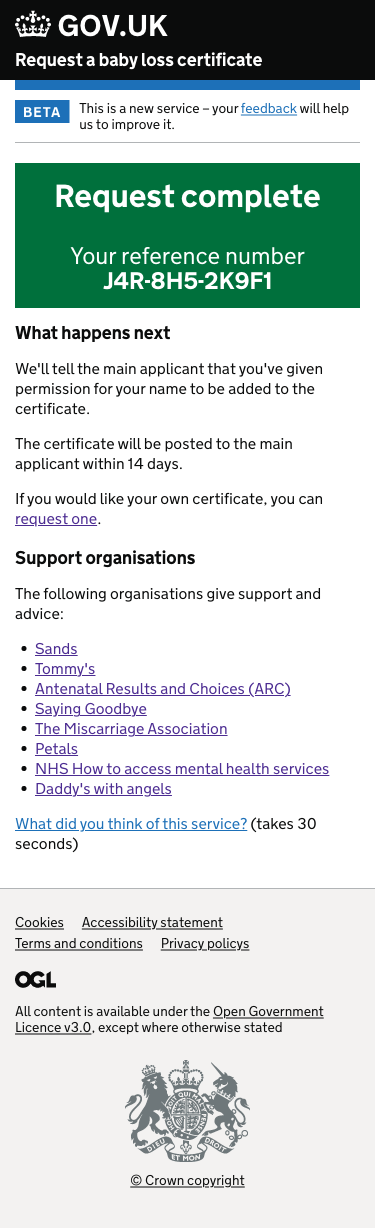 GOV.UK
Request a baby loss certificate
BETA
This is a new service – your feedback will help
us to improve it.
Request complete
Your reference number
J4R-8H5-2K9F1
What happens next
We'll tell the main applicant that you've given
permission for your name to be added to the
certificate.
The certificate will be posted to the main
applicant within 14 days.
If you would like your own certificate, you can
request one.
Support organisations
The following organisations give support and
advice:
Sands
Tommy's
Antenatal Results and Choices (ARC)
Saying Goodbye
The Miscarriage Association
Petals
NHS How to access mental health services
Daddy's with angels
What did you think of this service? (takes 30
seconds)
Cookies Accessibility statement
Terms and conditions Privacy policys
OGL
All content is available under the Open Government
Licence v3.0, except where otherwise stated
DIEU ET MON DROIT
© Crown copyright